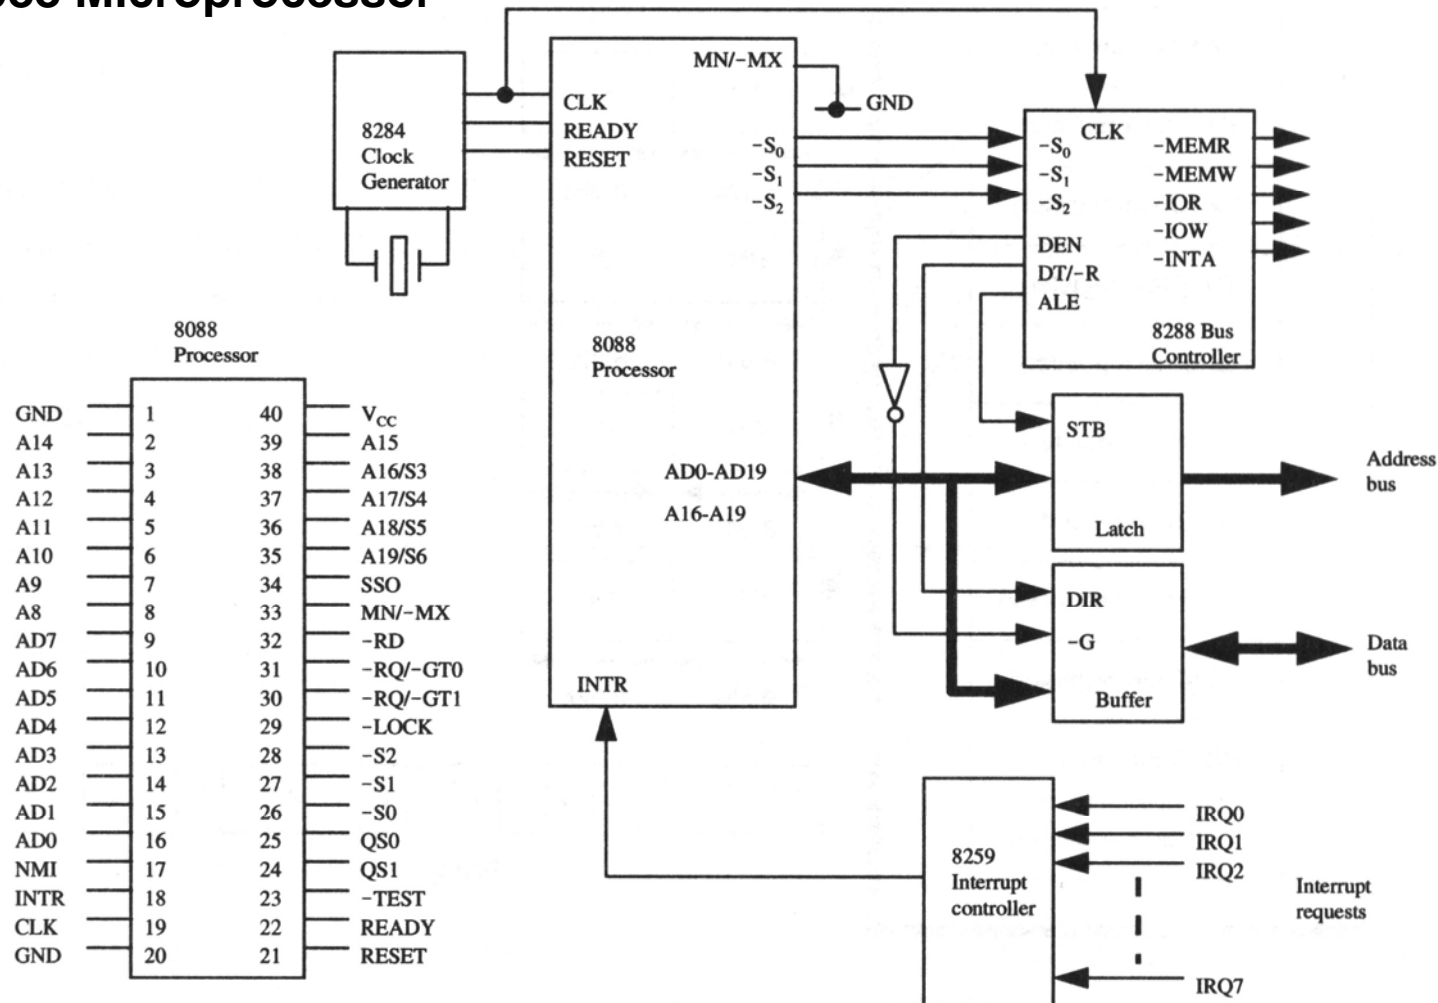 8088 Microprocessor
MN/-MX
GND
CLK
READY
RESET
8284
Clock
Generator
-S0
-S1
-S2
CLK
-S0
-S1
-S2
DEN
DT/-R
ALE
-MEMR
-MEMW
-IOR
-IOW
-INTA
8288 Bus
Controller
8088
Processor
AD0-AD19
A16-A19
INTR
STB
Latch
Address
bus
DIR
-G
Buffer
Data
bus
8259
Interrupt
controller
IRQ0
IRQ1
IRQ2
IRQ7
Interrupt
requests
8088
Processor
GND 1 40 VCC
A14 2 39 A15
A13 3 38 A16/S3
A12 4 37 A17/S4
A11 5 36 A18/S5
A10 6 35 A19/S6
A9 7 34 SSO
A8 8 33 MN/-MX
AD7 9 32 -RD
AD6 10 31 -RQ/-GT0
AD5 11 30 -RQ/-GT1
AD4 12 29 -LOCK
AD3 13 28 -S2
AD2 14 27 -S1
AD1 15 26 -S0
AD0 16 25 QS0
NMI 17 24 QS1
INTR 18 23 -TEST
CLK 19 22 READY
GND 20 21 RESET